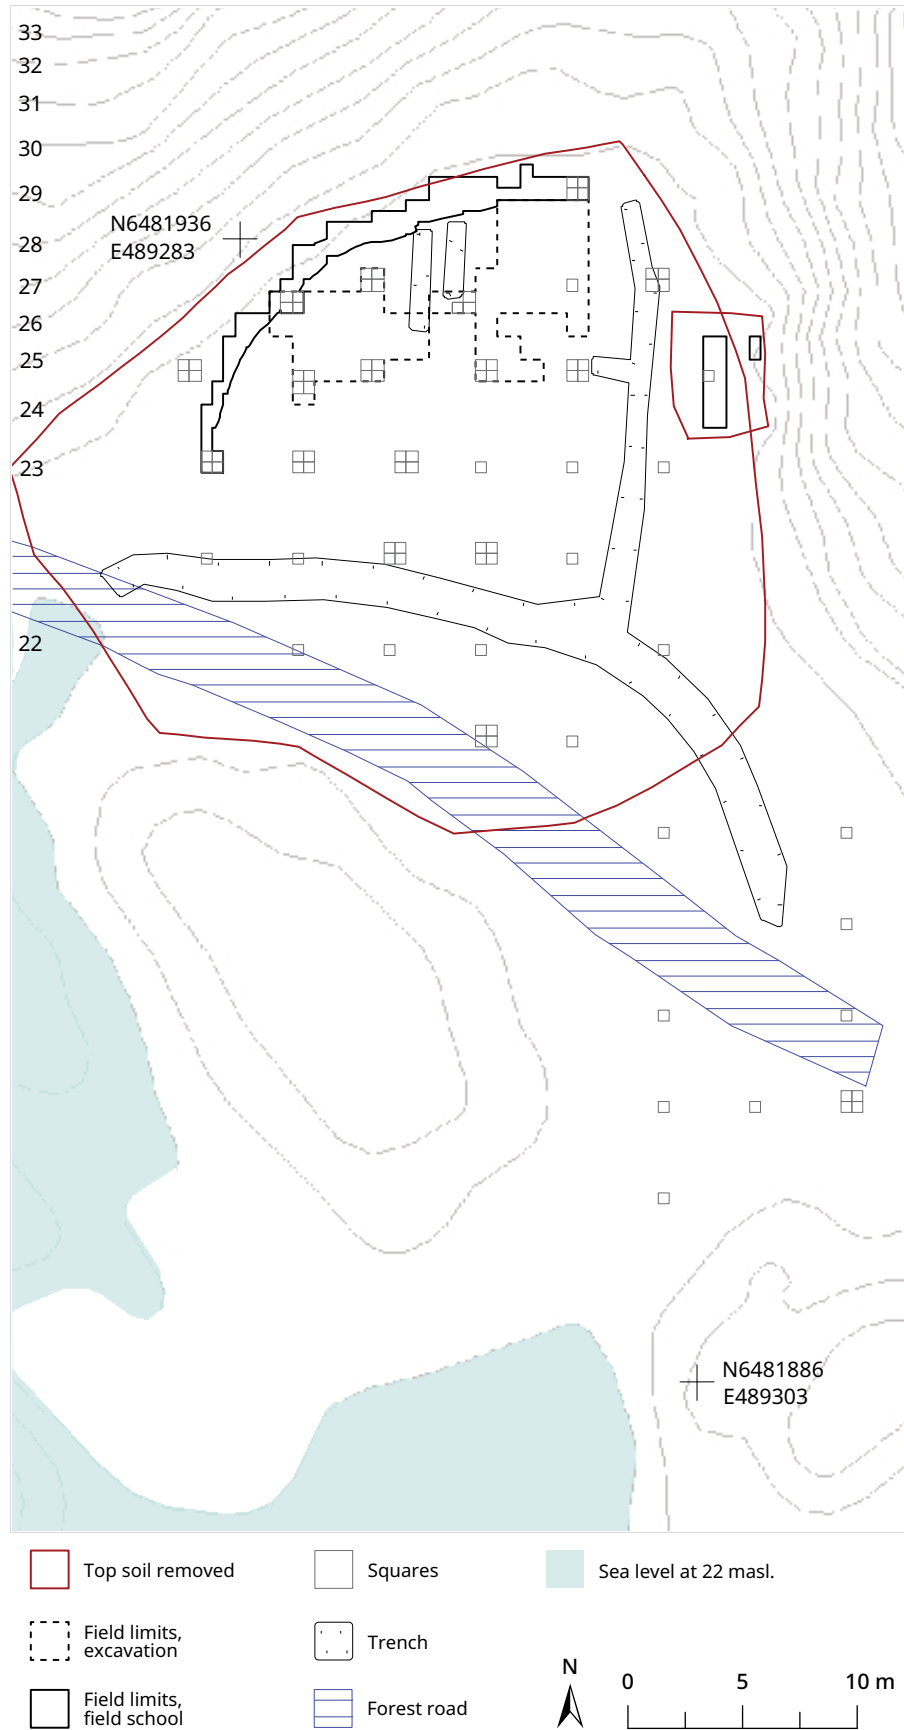 33
32
31
30
29
N6481936
E489283
28
27
26
25
24
23
22
N6481886
E489303
Top soil removed
Squares
Sea level at 22 masl.
Field limits,
excavation
Trench
Field limits,
field school
Forest road
N
0 5 10 m